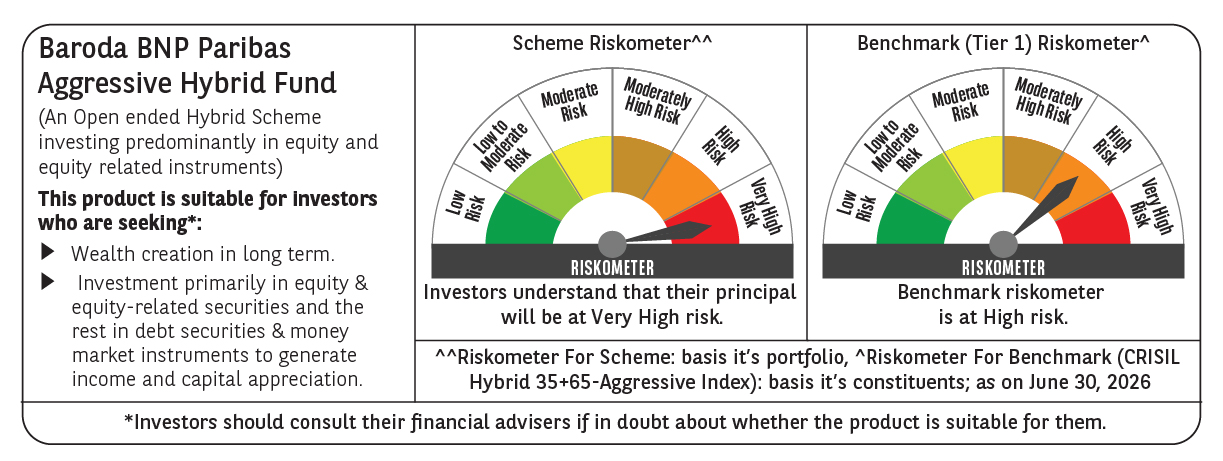 Baroda BNP Paribas
Aggressive Hybrid Fund
(An Open ended Hybrid Scheme
investing predominantly in equity and
equity related instruments)
This product is suitable for investors
who are seeking*:
Wealth creation in long term.
Investment primarily in equity &
equity-related securities and the
rest in debt securities & money
market instruments to generate
income and capital appreciation.
Scheme Riskometer^^
Low
Risk
Low to
Moderate
Risk
Moderate
Risk
Moderately
High Risk
High
Risk
Very High
Risk
RISKOMETER
Investors understand that their principal
will be at Very High risk.
Benchmark (Tier 1) Riskometer^
Low
Risk
Low to
Moderate
Risk
Moderate
Risk
Moderately
High Risk
High
Risk
Very High
Risk
RISKOMETER
Benchmark riskometer
is at High risk.
^^Riskometer For Scheme: basis it's portfolio, ^Riskometer For Benchmark (CRISIL
Hybrid 35+65-Aggressive Index): basis it's constituents; as on June 30, 2026
*Investors should consult their financial advisers if in doubt about whether the product is suitable for them.